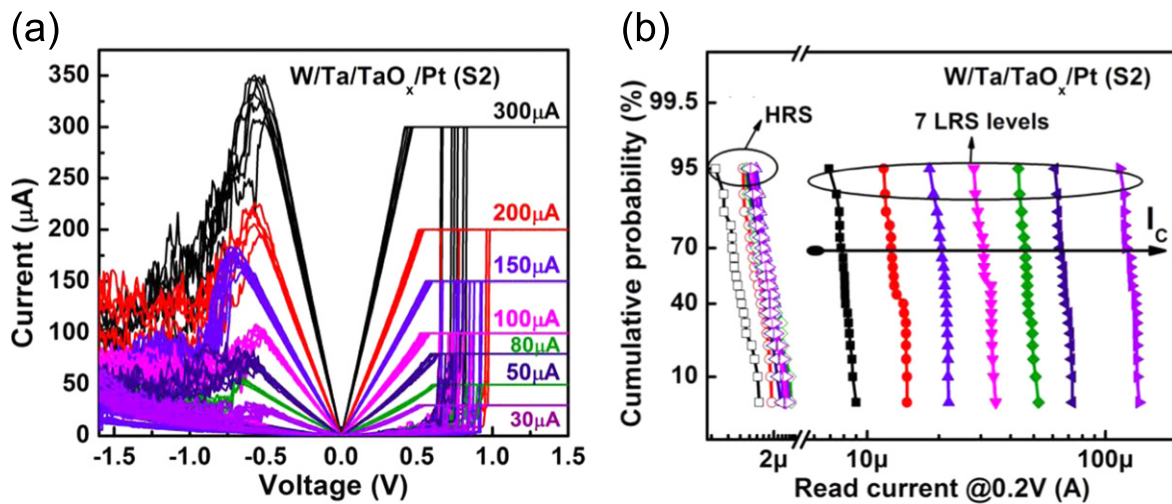 (a)
W/Ta/TaOx/Pt (S2)
350
300
250
200
150
100
50
0
Current (μA)
300μA
200μA
150μA
100μA
80μA
50μA
30μA
-1.5
-1.0
-0.5
0.0
0.5
1.0
1.5
Voltage (V)
(b)
W/Ta/TaOx/Pt (S2)
Cumulative probability (%)
99.5
95
70
40
10
HRS
7 LRS levels
IC
2μ
10μ
100μ
Read current @0.2V (A)